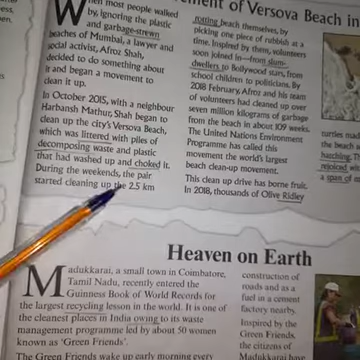 ement of Versova Beach in
When most people walked
by, ignoring the plastic
and garbage-strewn
beaches of Mumbai, a lawyer and
social activist, Afroz Shah,
decided to do something about
it and began a movement to
clean it up.
In October 2015, with a neighbour
Harbansh Mathur, Shah began to
clean up the city's Versova Beach,
which was littered with piles of
decomposing waste and plastic
that had washed up and choked it.
During the weekends, the pair
started cleaning up the 2.5 km
rotting beach themselves, by
picking one piece of rubbish at a
time. Inspired by them, volunteers
soon joined in—from slum-
dwellers to Bollywood stars, from
school children to politicians. By
2018 February, Afroz and his team
of volunteers had cleaned up over
seven million kilograms of garbage
from the beach in about 109 weeks.
The United Nations Environment
Programme has called this
movement the world's largest
beach clean-up movement.
This clean up drive has borne fruit.
In 2018, thousands of Olive Ridley
turtles ma
the beach a
hatchling. Th
rejoiced wit
a span of
Heaven on Earth
Madukkarai, a small town in Coimbatore,
Tamil Nadu, recently entered the
Guinness Book of World Records for
the largest recycling lesson in the world. It is one of
the cleanest places in India owing to its waste
management programme led by about 50 women
known as 'Green Friends'.
The Green Friends wake up early morning every
construction of
roads and as a
fuel in a cement
factory nearby.
Inspired by the
Green Friends,
the citizens of
Madukkarai have